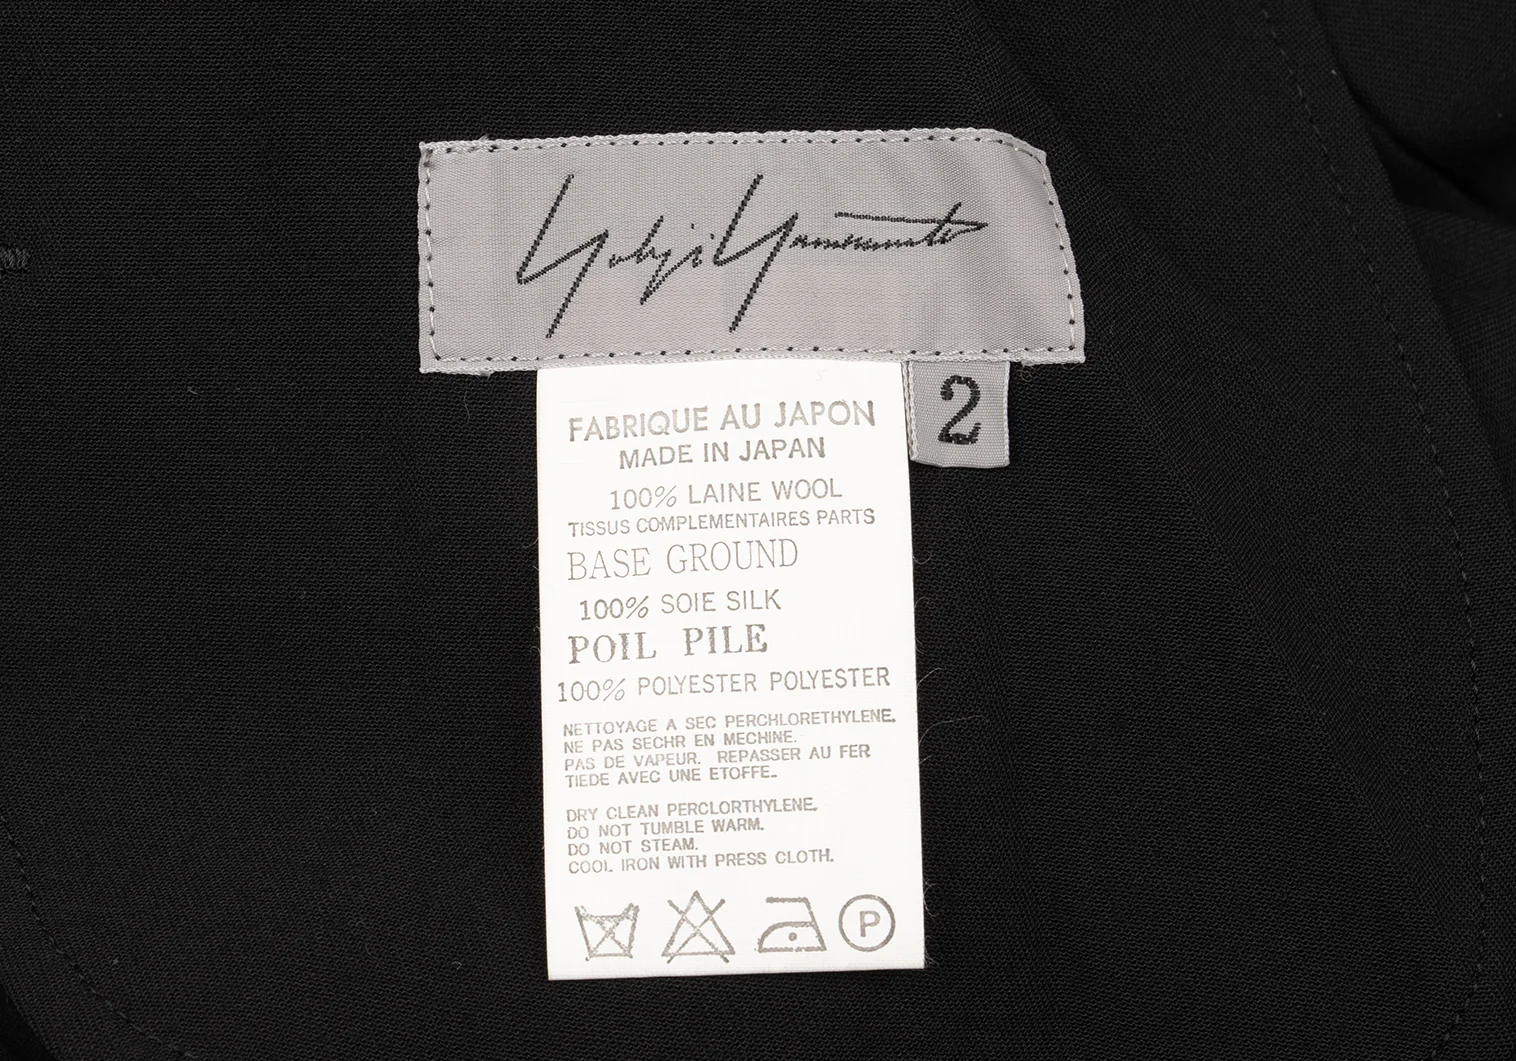 Yohji Yamamoto
2
FABRIQUE AU JAPON
MADE IN JAPAN
100% LAINE WOOL
TISSUS COMPLEMENTAIRES PARTS
BASE GROUND
100% SOIE SILK
POIL PILE
100% POLYESTER POLYESTER
NETTOYAGE A SEC PERCHLORETHYLENE.
NE PAS SECHR EN MECHINE.
PAS DE VAPEUR. REPASSER AU FER
TIEDE AVEC UNE ETOFFE.
DRY CLEAN PERCLORTHYLENE.
DO NOT TUMBLE WARM.
DO NOT STEAM.
COOL IRON WITH PRESS CLOTH.
P